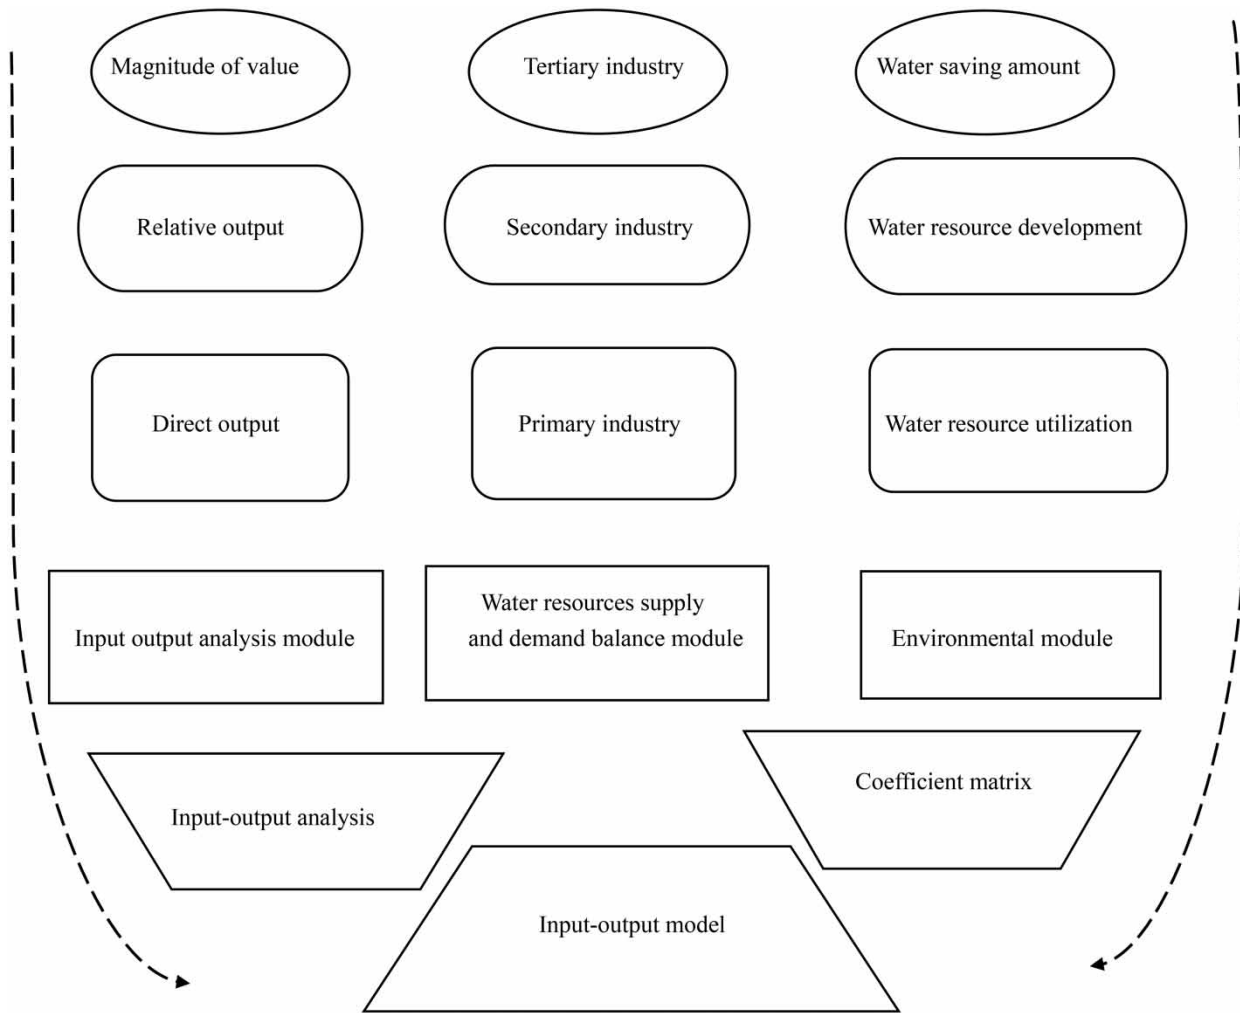 Magnitude of value
Tertiary industry
Water saving amount
Relative output
Secondary industry
Water resource development
Direct output
Primary industry
Water resource utilization
Input output analysis module
Water resources supply
and demand balance module
Environmental module
Input-output analysis
Coefficient matrix
Input-output model